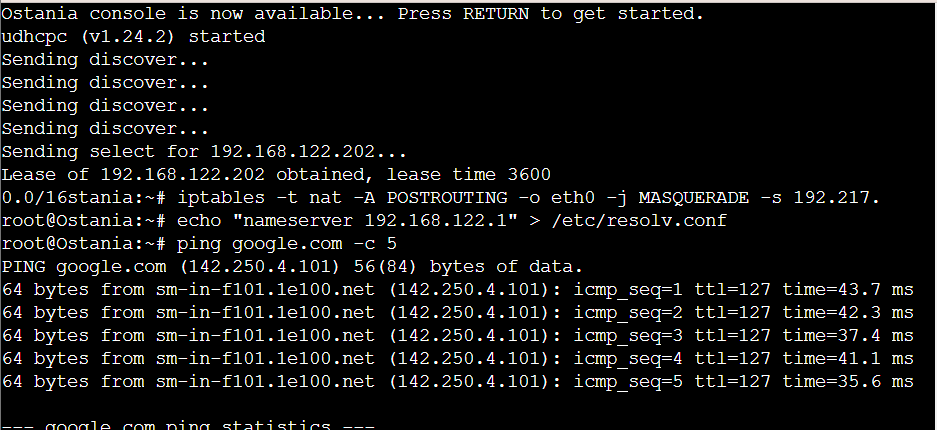 Ostania console is now available... Press RETURN to get started.
udhcpc (v1.24.2) started
Sending discover...
Sending discover...
Sending discover...
Sending discover...
Sending select for 192.168.122.202...
Lease of 192.168.122.202 obtained, lease time 3600
0.0/16stania:~# iptables -t nat -A POSTROUTING -o eth0 -j MASQUERADE -s 192.217.
root@Ostania:~# echo "nameserver 192.168.122.1" > /etc/resolv.conf
root@Ostania:~# ping google.com -c 5
PING google.com (142.250.4.101) 56(84) bytes of data.
64 bytes from sm-in-f101.1e100.net (142.250.4.101): icmp_seq=1 ttl=127 time=43.7 ms
64 bytes from sm-in-f101.1e100.net (142.250.4.101): icmp_seq=2 ttl=127 time=42.3 ms
64 bytes from sm-in-f101.1e100.net (142.250.4.101): icmp_seq=3 ttl=127 time=37.4 ms
64 bytes from sm-in-f101.1e100.net (142.250.4.101): icmp_seq=4 ttl=127 time=41.1 ms
64 bytes from sm-in-f101.1e100.net (142.250.4.101): icmp_seq=5 ttl=127 time=35.6 ms
--- google.com ping statistics ---